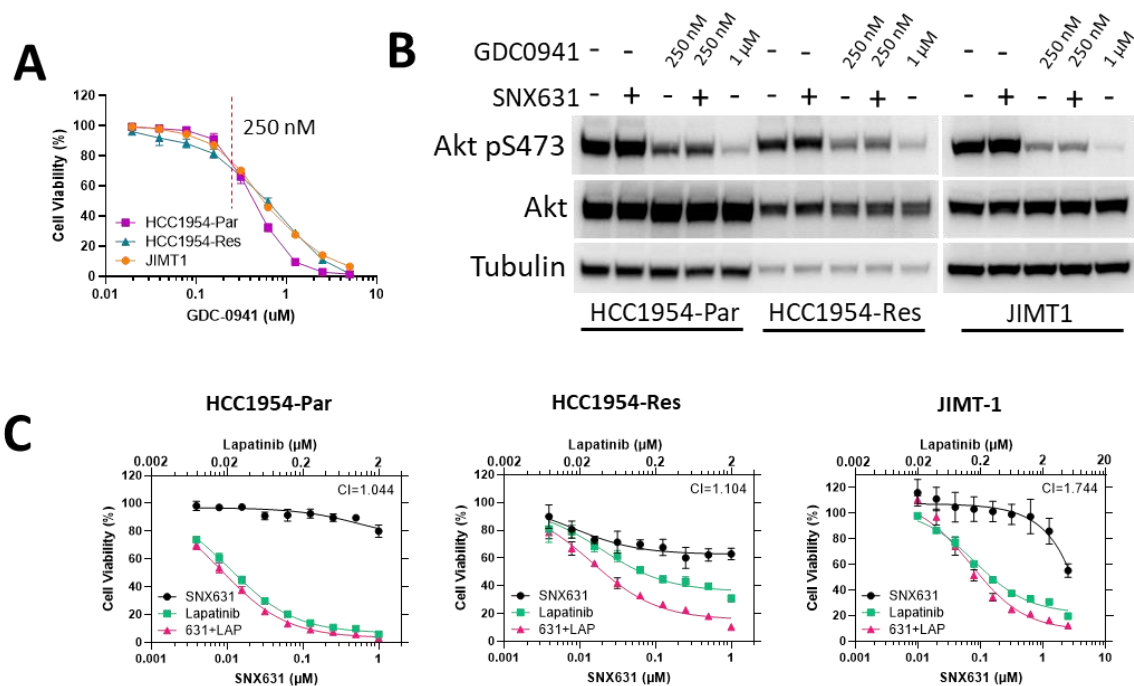 A
Cell Viability (%)
120
100
80
60
40
20
0
250 nM
HCC1954-Par
HCC1954-Res
JIMT1
0.01 0.1 1 10
GDC-0941 (uM)
B
GDC0941 - - 250 nM 250 nM 1 µM - - 250 nM 250 nM 1 µM - - 250 nM 250 nM 1 µM
SNX631 - + - + - - + - + - - + - + -
Akt pS473
Akt
Tubulin
HCC1954-Par HCC1954-Res JIMT1
C
HCC1954-Par
Lapatinib (µM)
0.002 0.02 0.2 2
CI=1.044
Cell Viability (%)
120
100
80
60
40
20
0
SNX631
Lapatinib
631+LAP
0.001 0.01 0.1 1
SNX631 (µM)
HCC1954-Res
Lapatinib (µM)
0.002 0.02 0.2 2
CI=1.104
Cell Viability (%)
120
100
80
60
40
20
0
SNX631
Lapatinib
631+LAP
0.001 0.01 0.1 1
SNX631 (µM)
JIMT-1
Lapatinib (µM)
0.002 0.02 0.2 2 20
CI=1.744
Cell Viability (%)
120
100
80
60
40
20
0
SNX631
Lapatinib
631+LAP
0.001 0.01 0.1 1 10
SNX631 (µM)